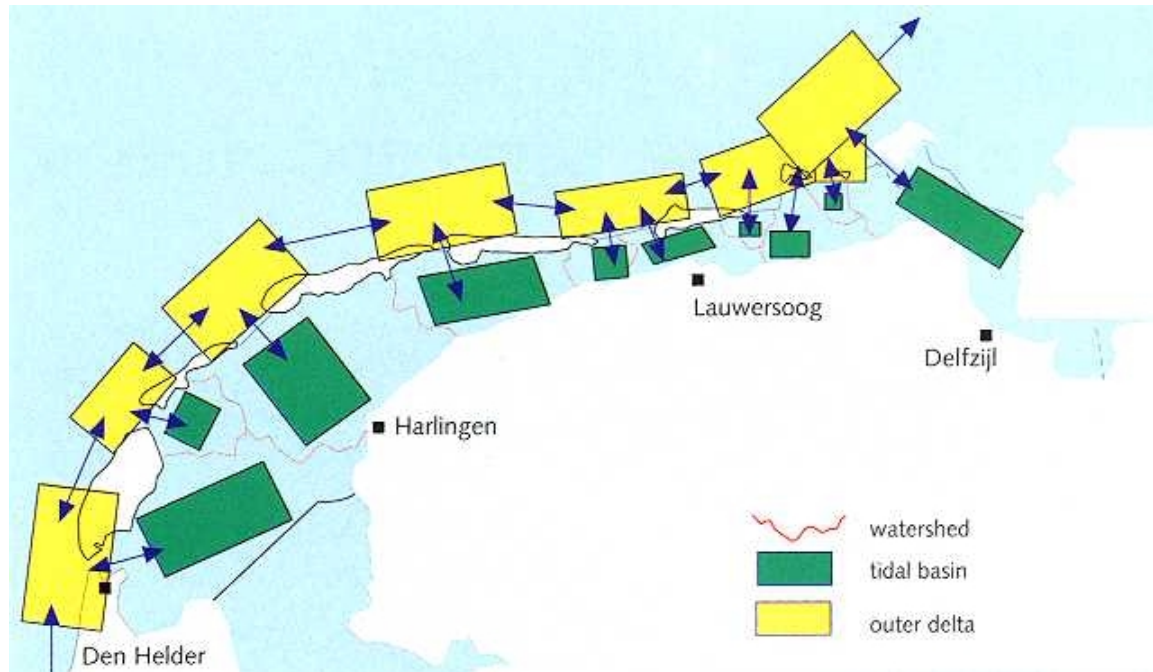 Lauwersoog
Delfzijl
Harlingen
watershed
tidal basin
outer delta
Den Helder